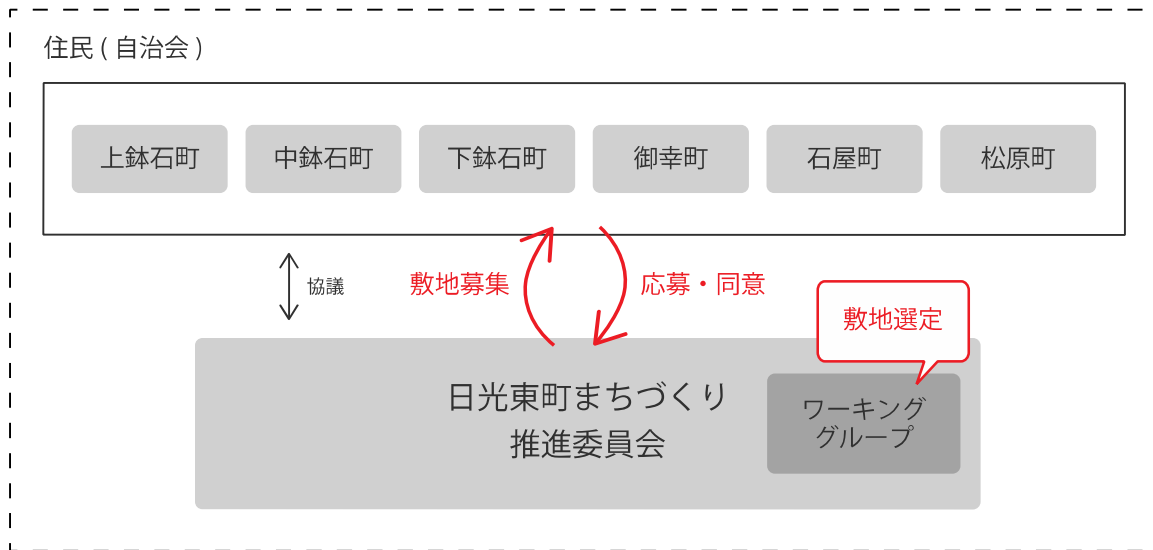 住民(自治会)
上鉢石町
中鉢石町
下鉢石町
御幸町
石屋町
松原町
協議
敷地募集
応募・同意
敷地選定
日光東町まちづくり
推進委員会
ワーキング
グループ